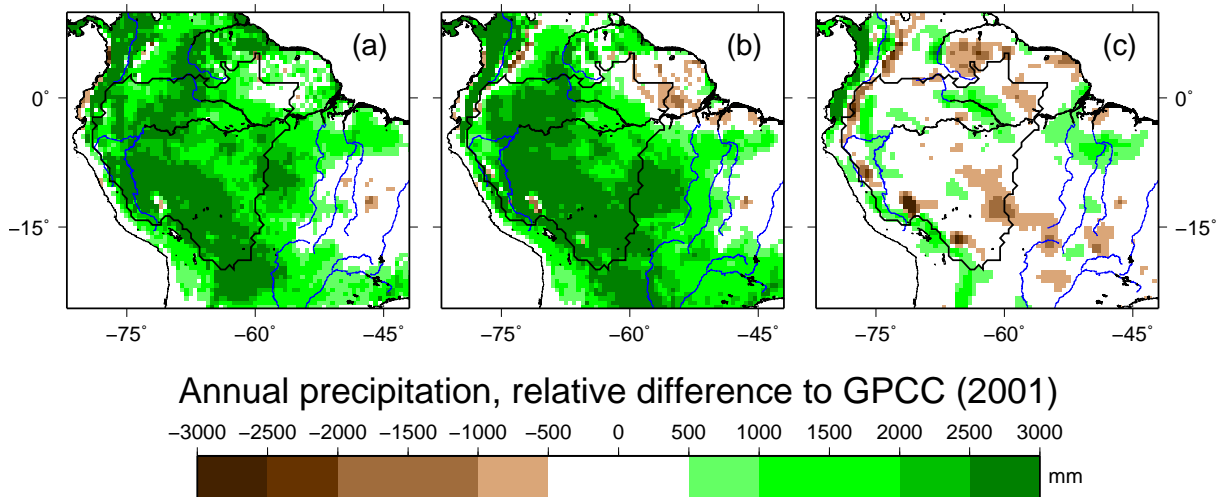 (a) (b) (c)
0° 0°
−15° −15°
−75° −60° −45° −75° −60° −45° −75° −60° −45°
Annual precipitation, relative difference to GPCC (2001)
−3000 −2500 −2000 −1500 −1000 −500 0 500 1000 1500 2000 2500 3000
mm